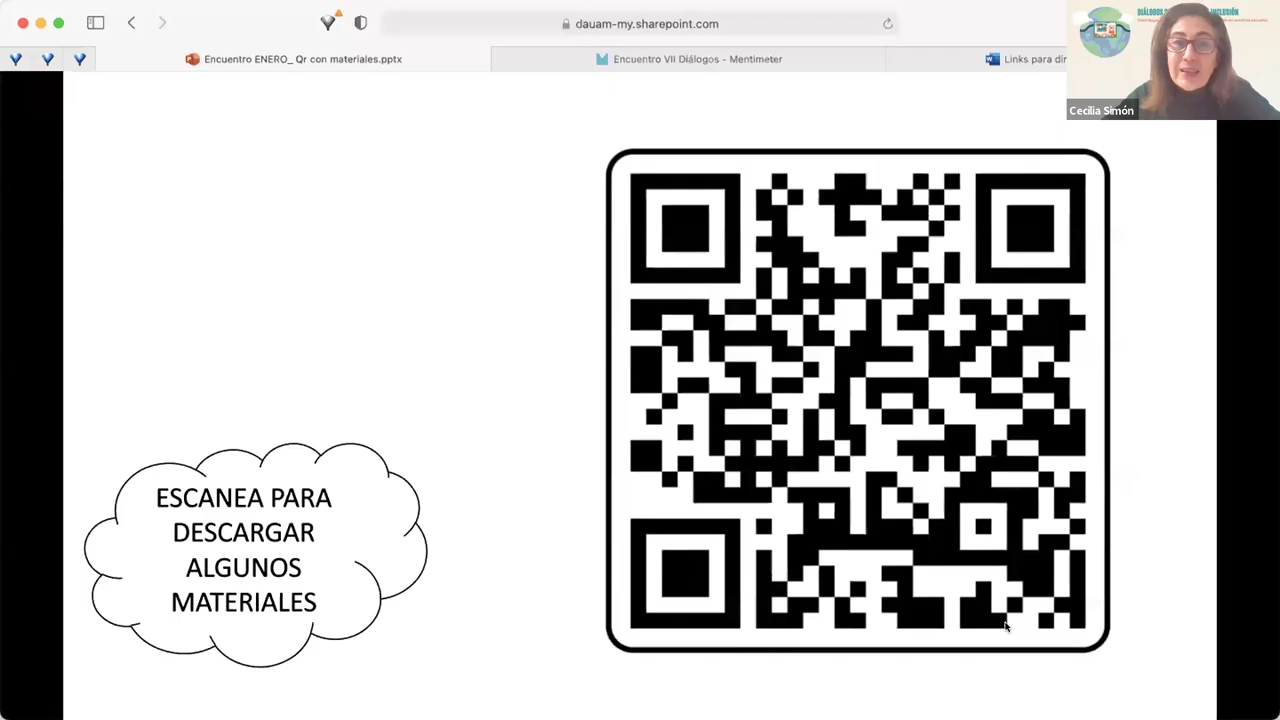 dauam-my.sharepoint.com
Encuentro ENERO_ Qr con materiales.pptx
Encuentro VII Diálogos - Mentimeter
Links para dir
INCLUSIÓN
Cecilia Simón
ESCANEA PARA
DESCARGAR
ALGUNOS
MATERIALES